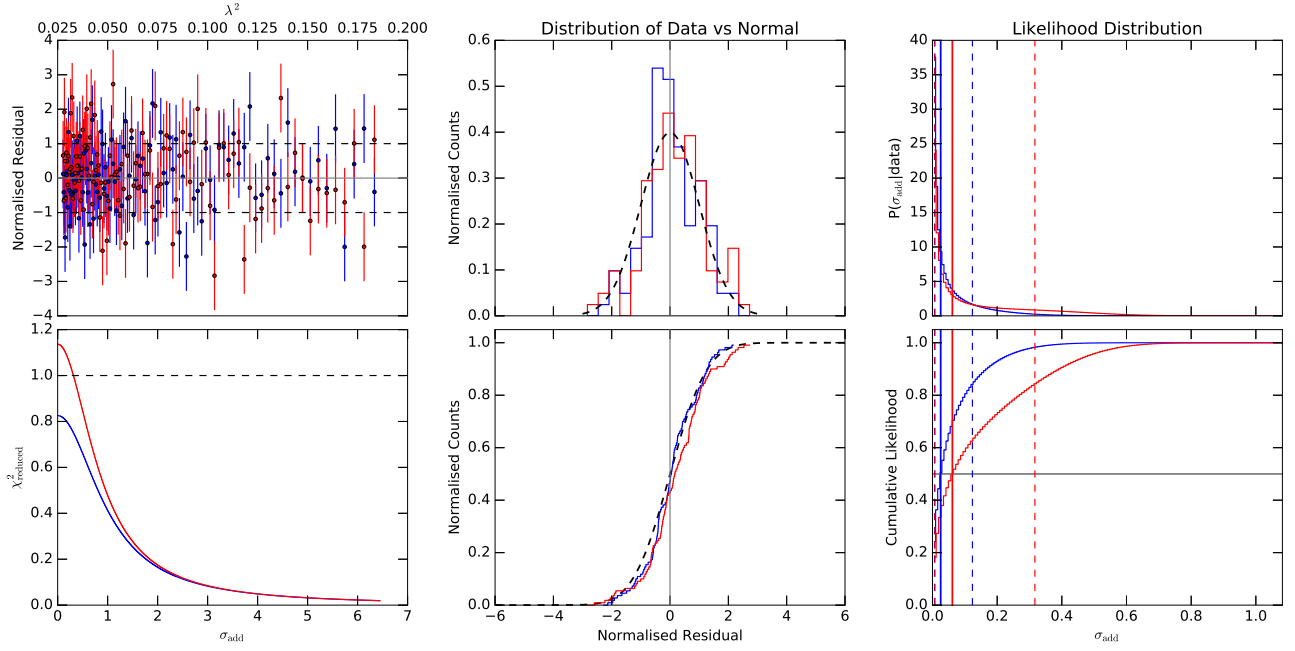 λ²
0.025 0.050 0.075 0.100 0.125 0.150 0.175 0.200
Normalised Residual
4
3
2
1
0
−1
−2
−3
−4
χ²reduced
1.2
1.0
0.8
0.6
0.4
0.2
0.0
0 1 2 3 4 5 6 7
σadd
Distribution of Data vs Normal
Normalised Counts
0.6
0.5
0.4
0.3
0.2
0.1
0.0
Normalised Counts
1.0
0.8
0.6
0.4
0.2
0.0
−6 −4 −2 0 2 4 6
Normalised Residual
Likelihood Distribution
P(σadd|data)
40
35
30
25
20
15
10
5
0
Cumulative Likelihood
1.0
0.8
0.6
0.4
0.2
0.0
0.0 0.2 0.4 0.6 0.8 1.0
σadd